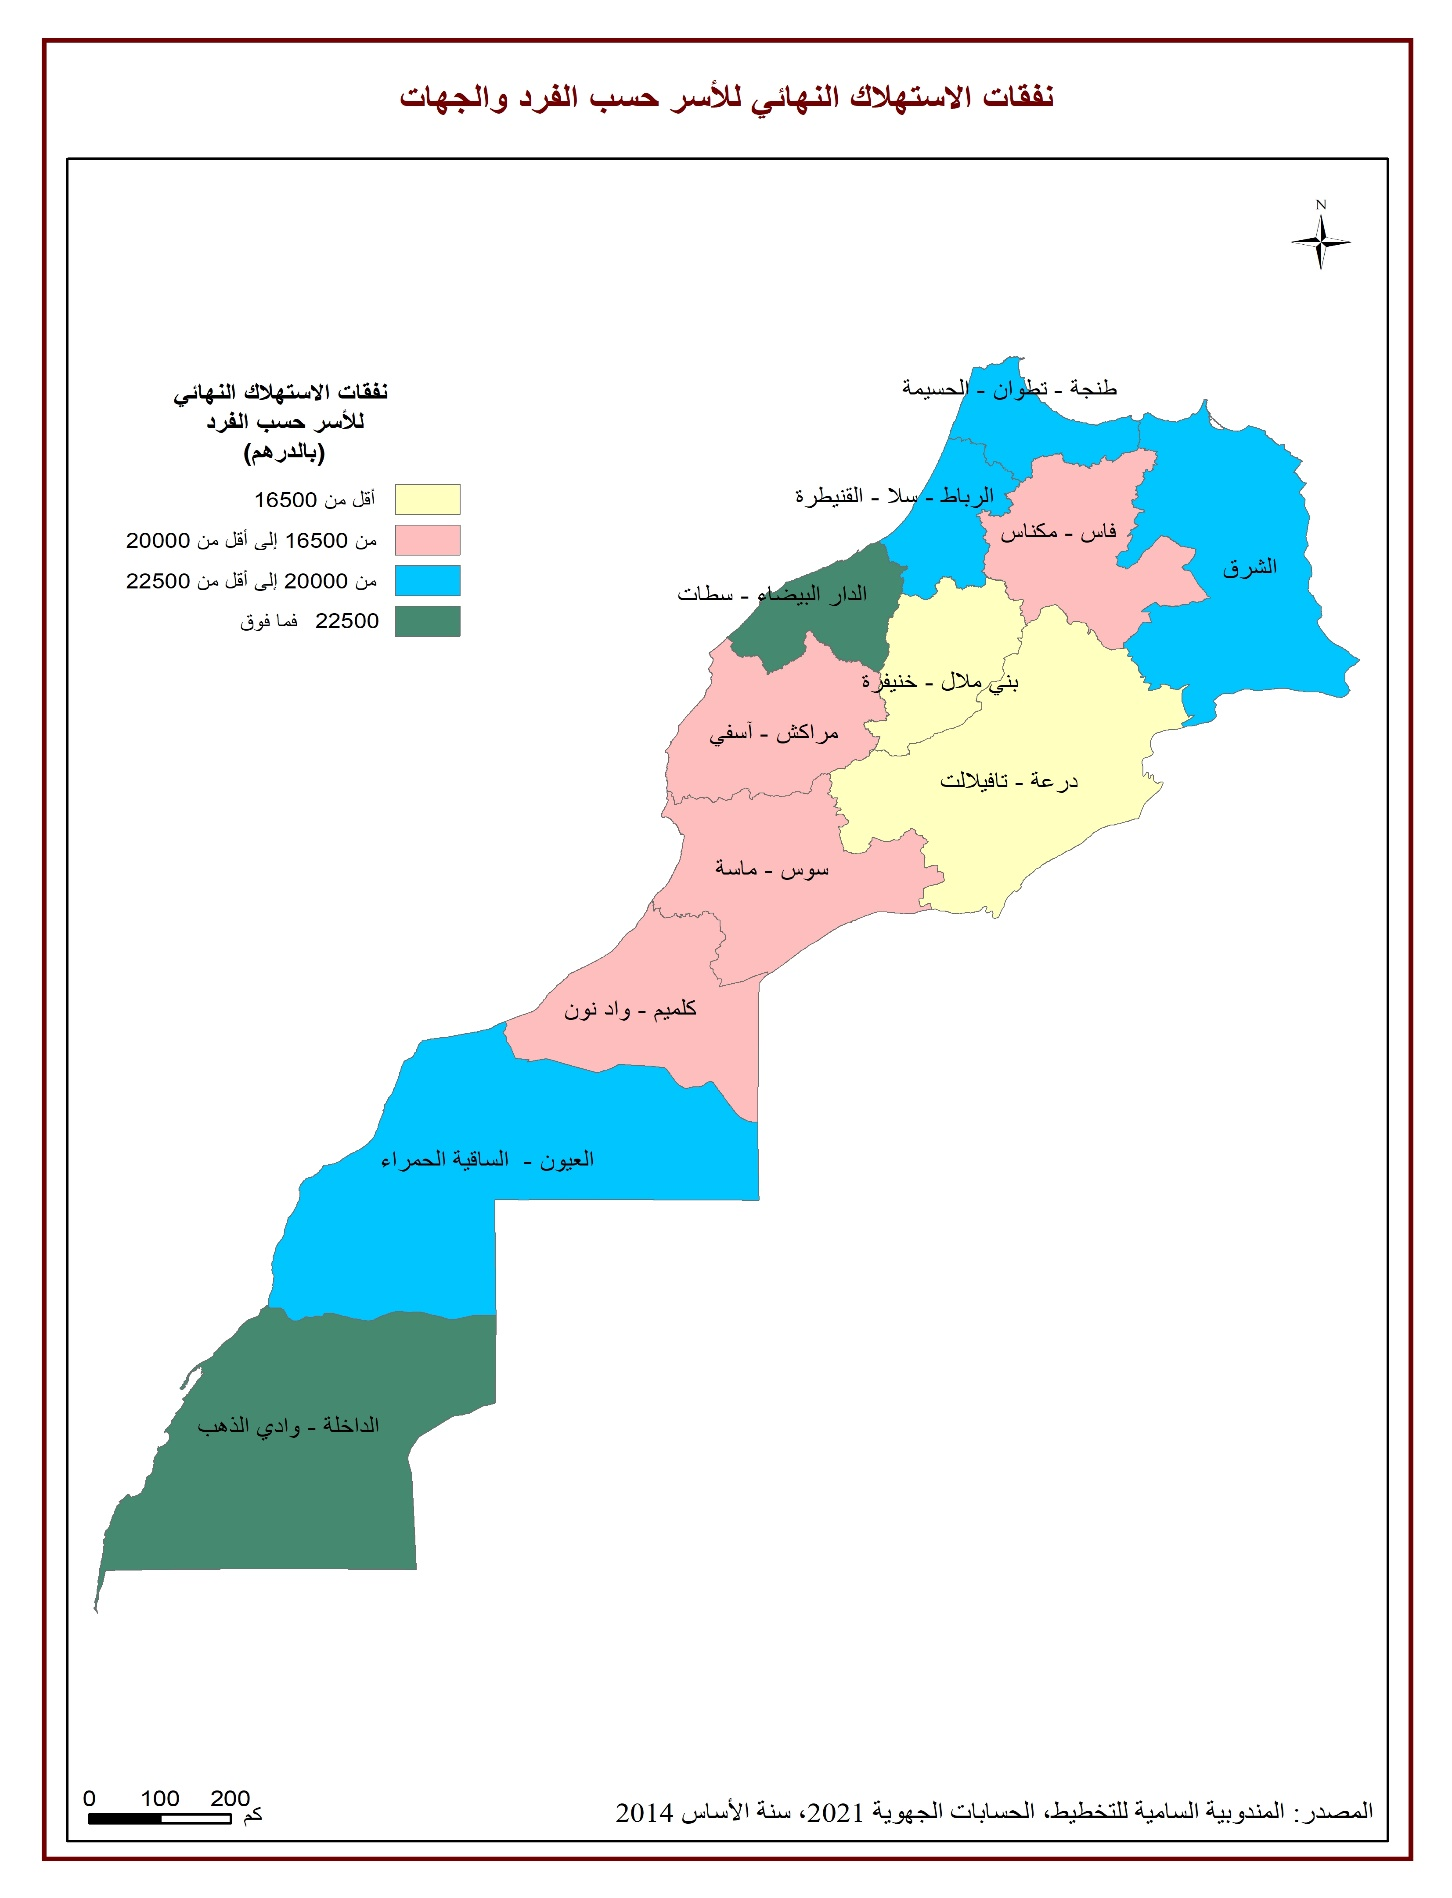 نفقات الاستهلاك النهائي للأسر حسب الفرد والجهات
N
نفقات الاستهلاك النهائي
للأسر حسب الفرد
(بالدرهم)
أقل من 16500
من 16500 إلى أقل من 20000
من 20000 إلى أقل من 22500
22500 فما فوق
طنجة - تطوان - الحسيمة
الرباط - سلا - القنيطرة
فاس - مكناس
الشرق
الدار البيضاء - سطات
بني ملال - خنيفرة
مراكش - آسفي
درعة - تافيلالت
سوس - ماسة
كلميم - واد نون
العيون - الساقية الحمراء
الداخلة - وادي الذهب
0 100 200
كم
المصدر: المندوبية السامية للتخطيط، الحسابات الجهوية 2021، سنة الأساس 2014